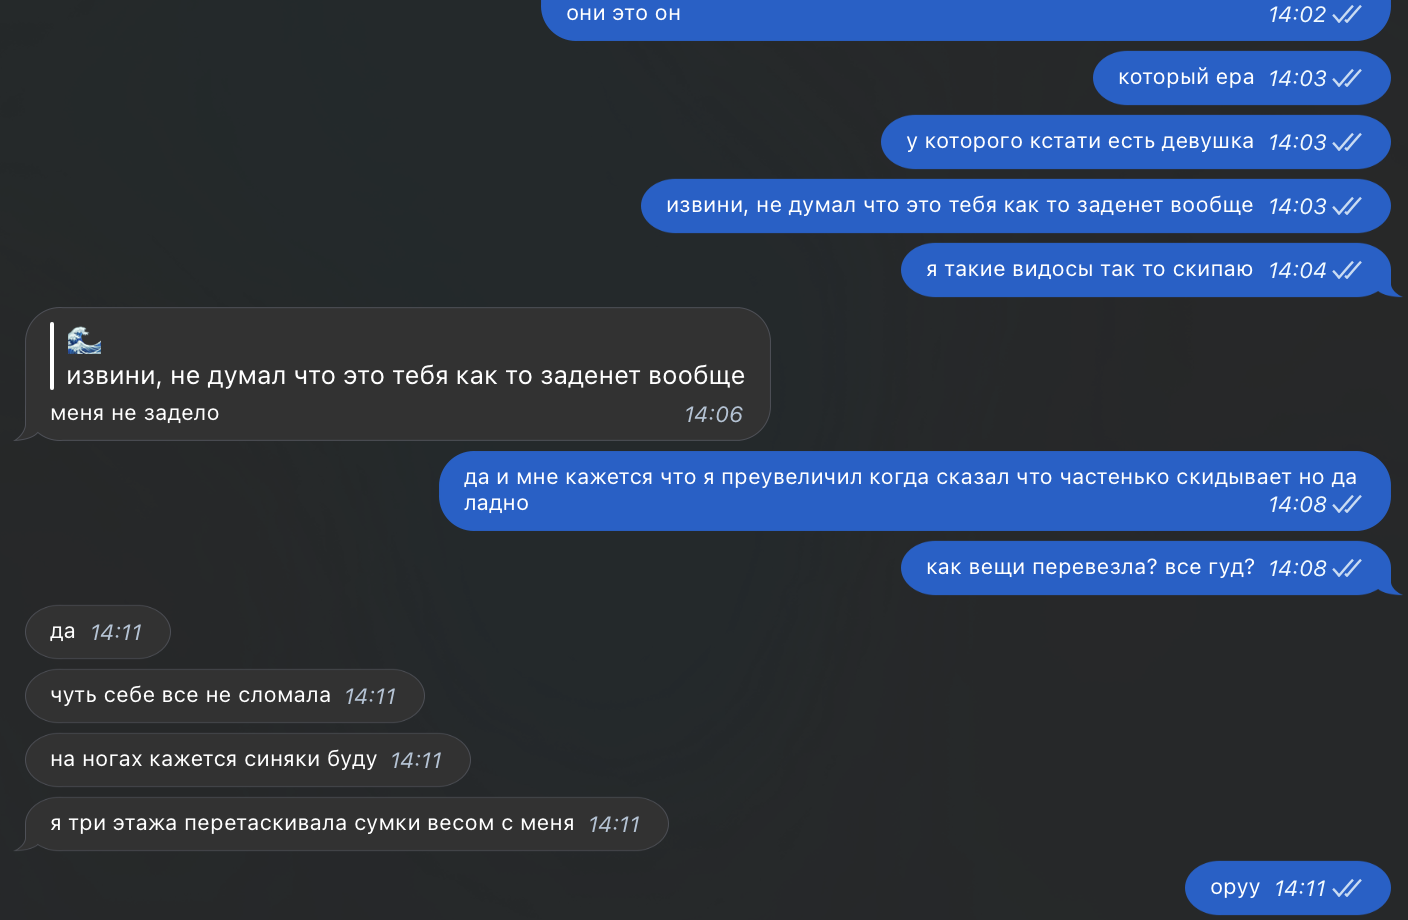 они это он 14:02
который ера 14:03
у которого кстати есть девушка 14:03
извини, не думал что это тебя как то заденет вообще 14:03
я такие видосы так то скипаю 14:04
🌊
извини, не думал что это тебя как то заденет вообще
меня не задело 14:06
да и мне кажется что я преувеличил когда сказал что частенько скидывает но да
ладно 14:08
как вещи перевезла? все гуд? 14:08
да 14:11
чуть себе все не сломала 14:11
на ногах кажется синяки буду 14:11
я три этажа перетаскивала сумки весом с меня 14:11
оруу 14:11